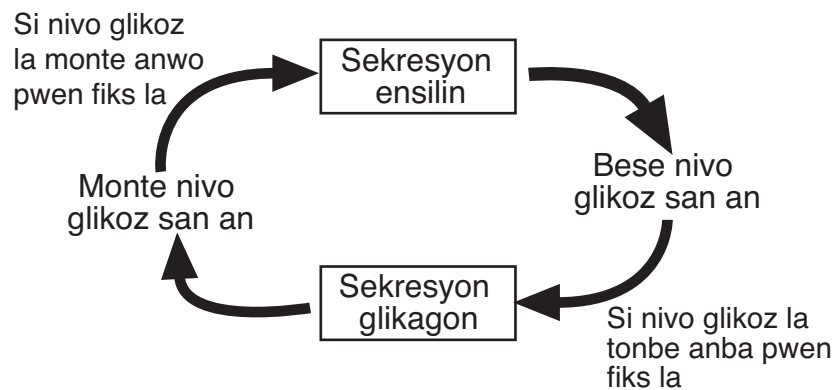 Si nivo glikoz
la monte anwo
pwen fiks la
Sekresyon
ensilin
Bese nivo
glikoz san an
Monte nivo
glikoz san an
Sekresyon
glikagon
Si nivo glikoz la
tonbe anba pwen
fiks la